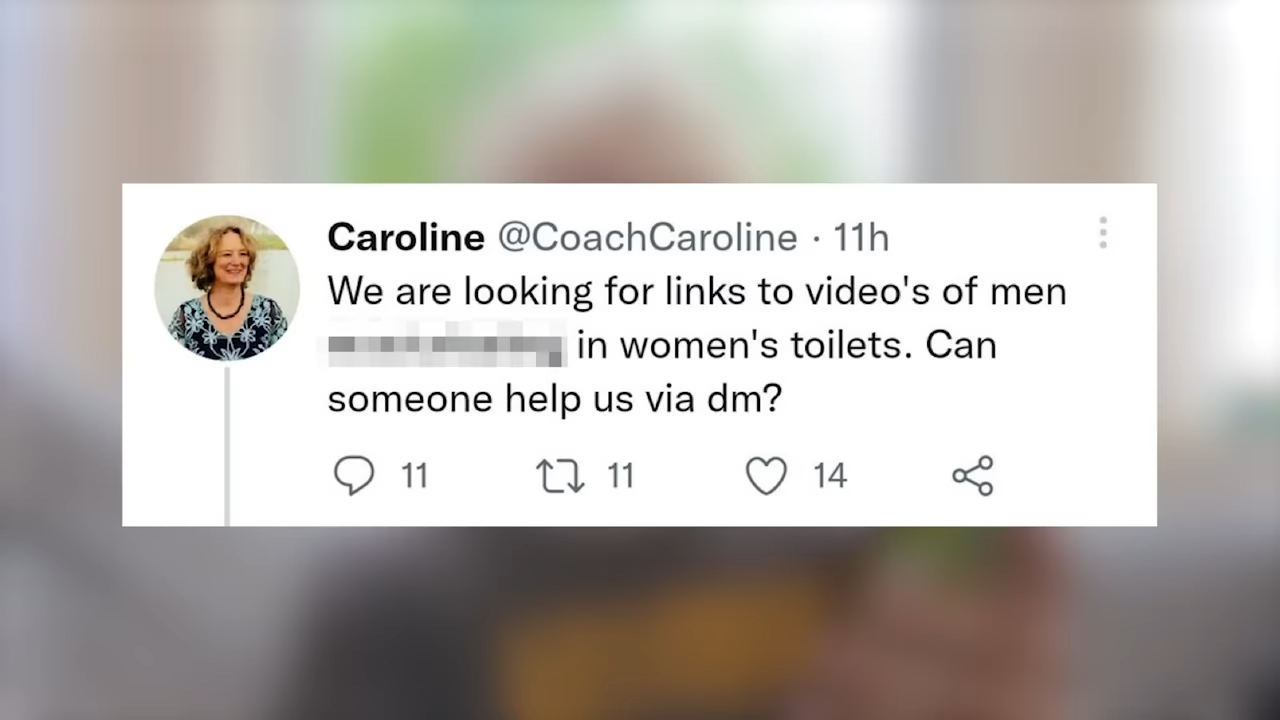 Caroline @CoachCaroline · 11h
We are looking for links to video's of men
in women's toilets. Can
someone help us via dm?
11 11 14